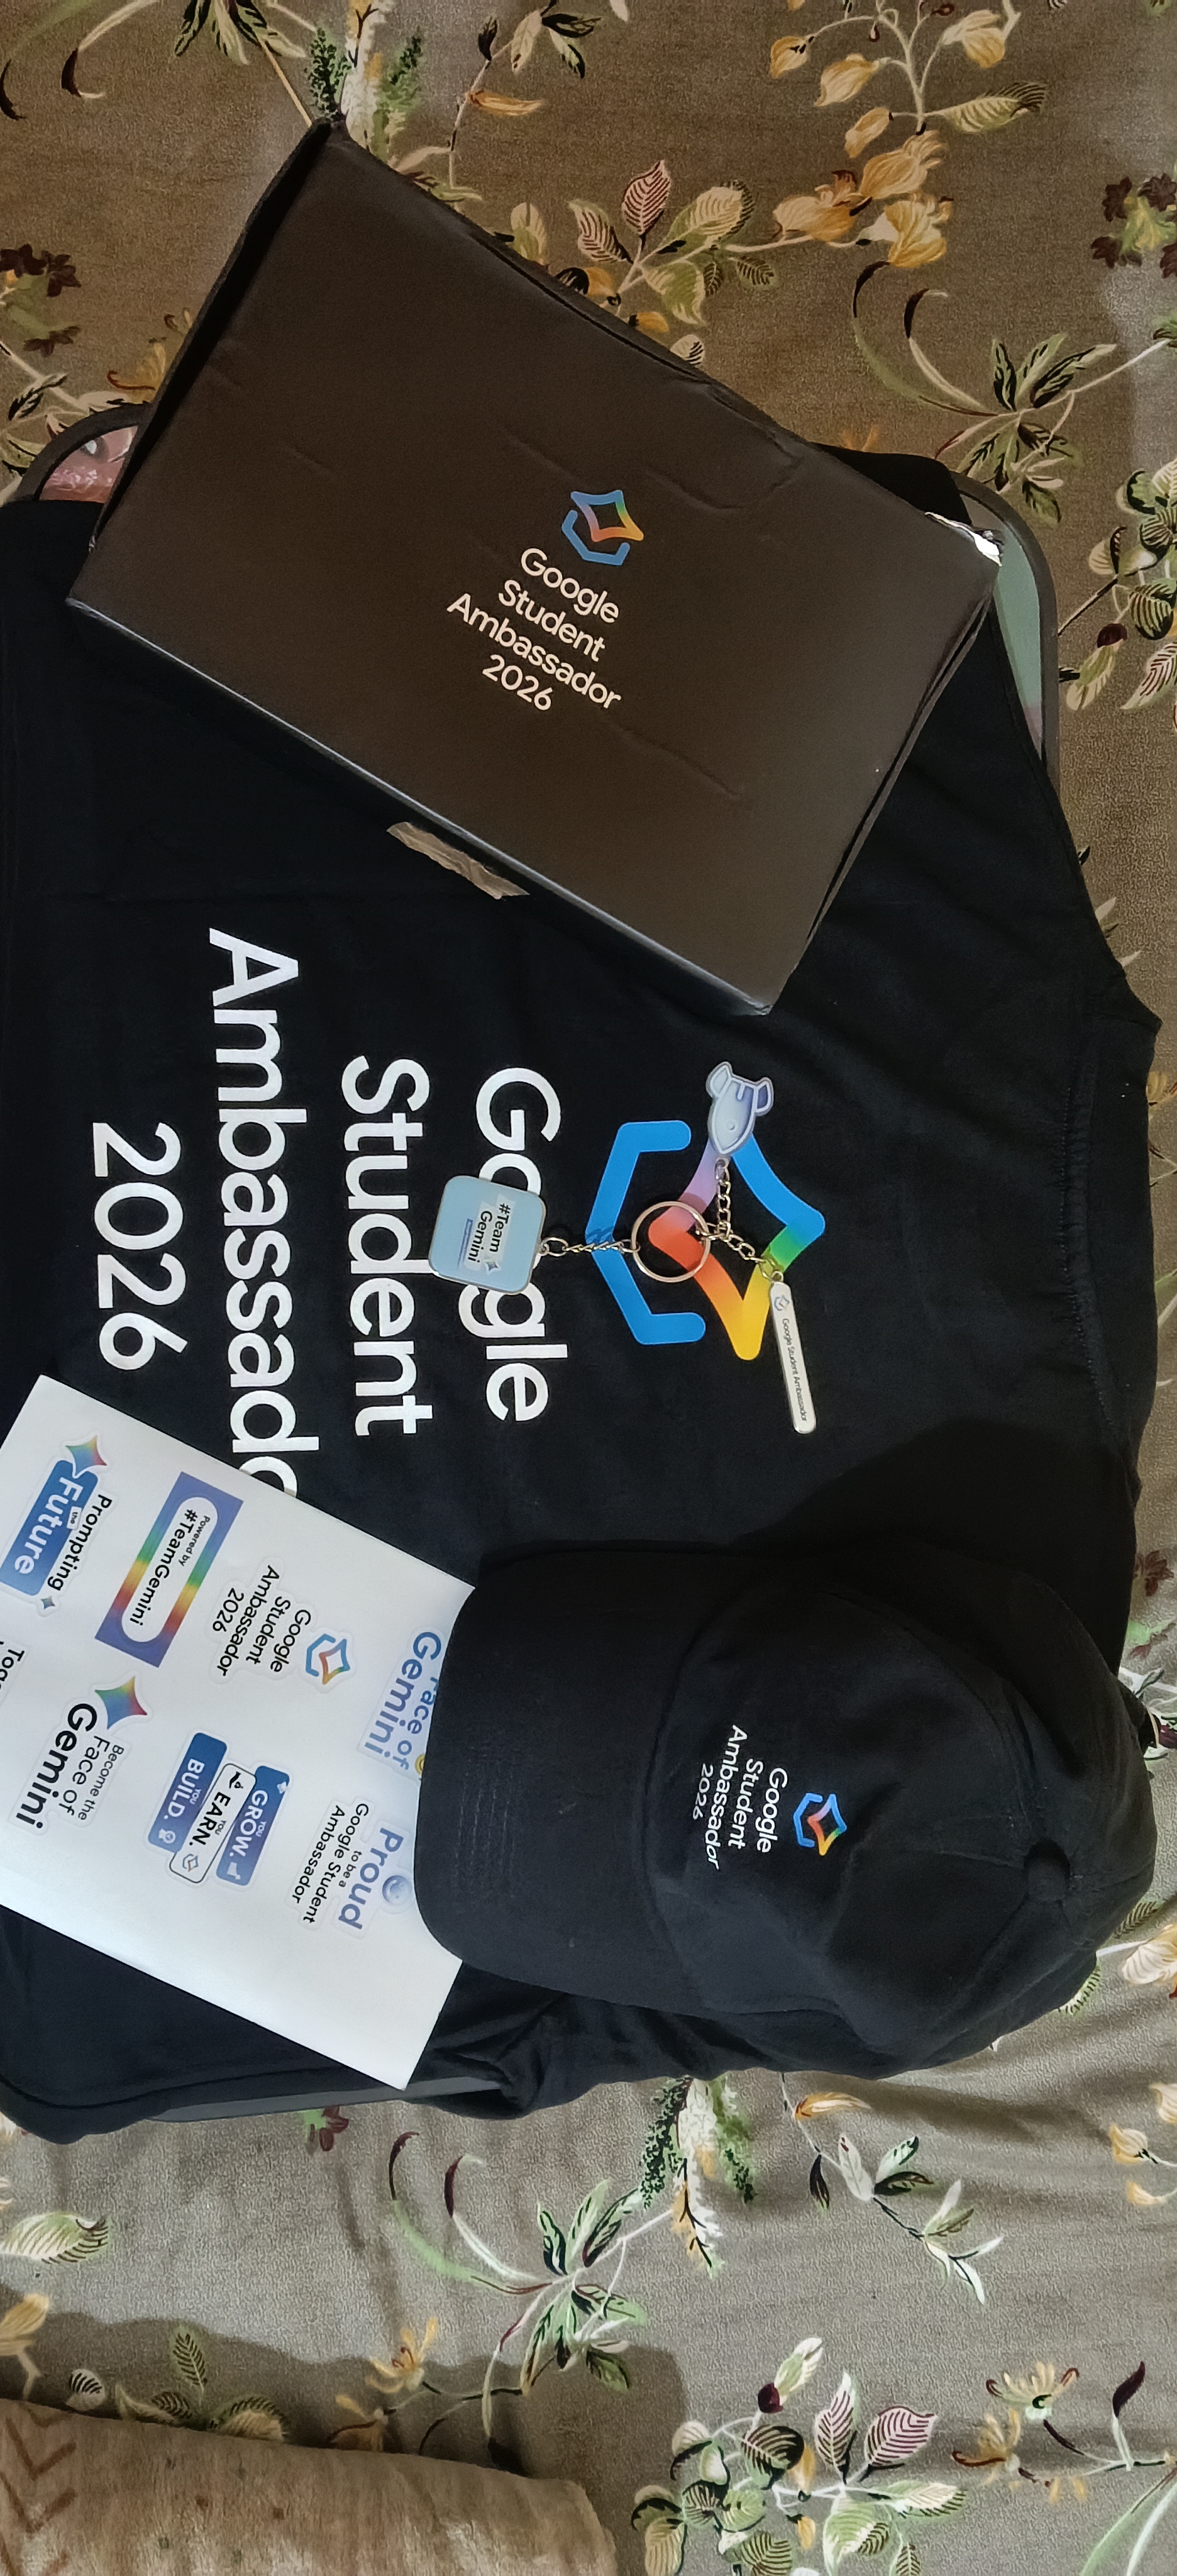 Google
Student
Ambassador
2026
Google Student Ambassador
#Team
Gemini
Google
Student
2026
Google
Student
Ambassador
2026
Face of
Gemini
Proud
to be a
Google Student
Ambassador
Google
Student
Ambassador
2026
YOU
GROW.
YOU
EARN.
YOU
BUILD.
Powered by
#TeamGemini
Become the
Face of
Gemini
Prompting
the
Future